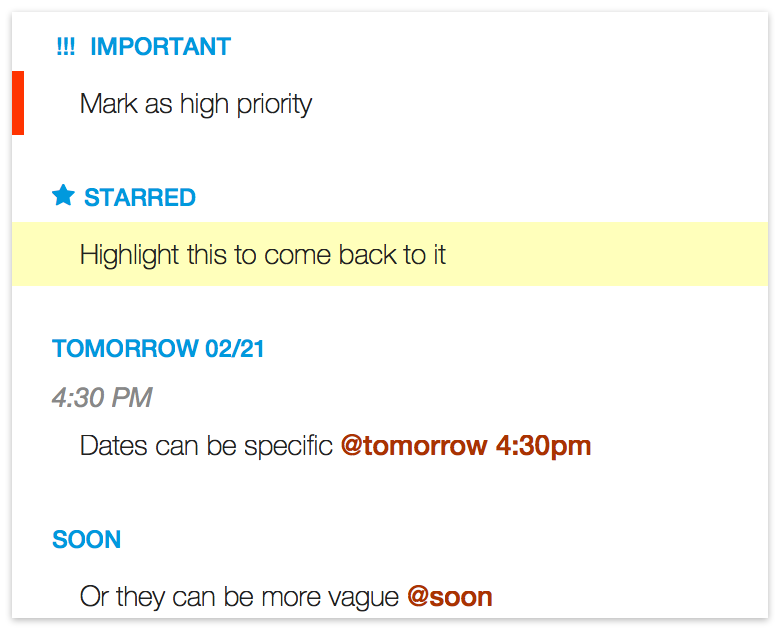 !!! IMPORTANT
Mark as high priority
★ STARRED
Highlight this to come back to it
TOMORROW 02/21
4:30 PM
Dates can be specific @tomorrow 4:30pm
SOON
Or they can be more vague @soon